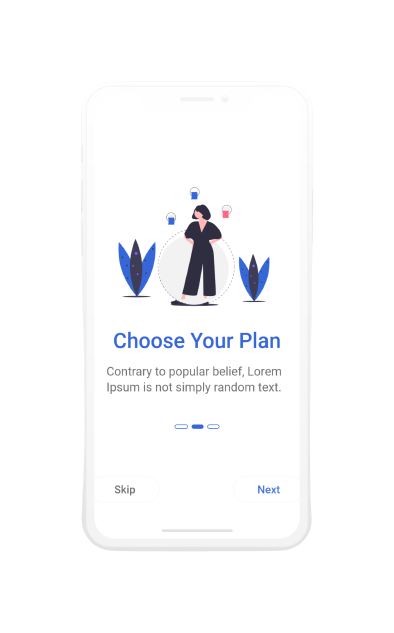 Choose Your Plan
Contrary to popular belief, Lorem
Ipsum is not simply random text.
Skip
Next